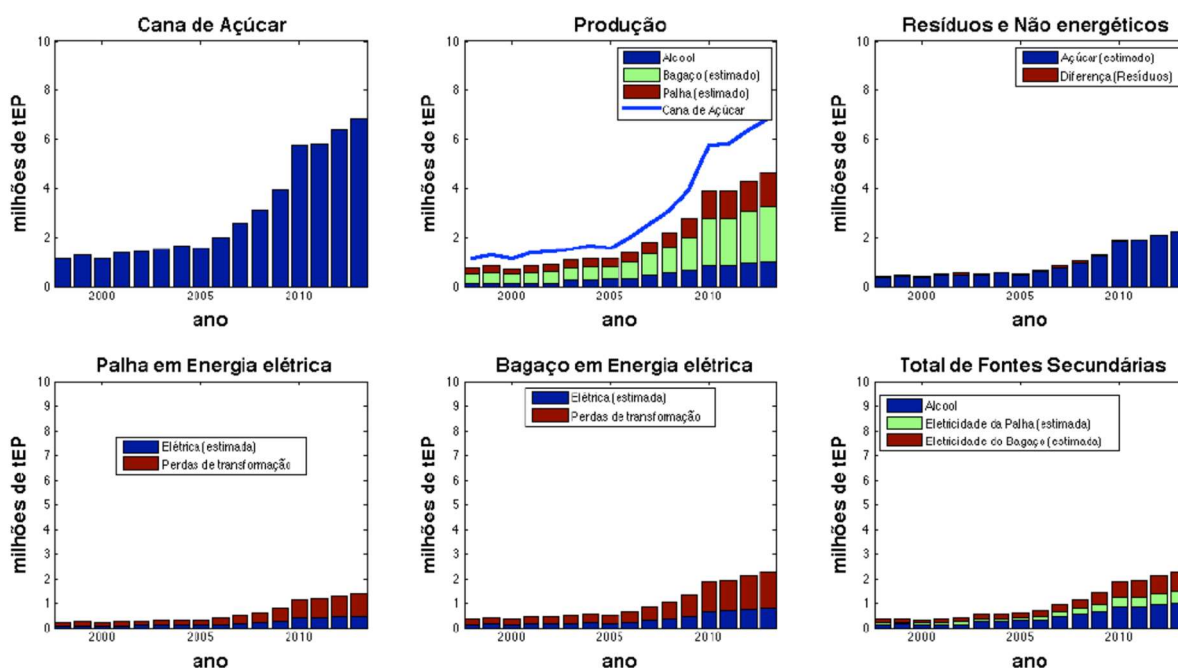 Cana de Açúcar
milhões de tEP
10
8
6
4
2
0
2000
2005
2010
ano
Produção
milhões do tEP
10
8
6
4
2
0
Alcool
Bagaço (estimado)
Palha (estimado)
Cana de Açúcar
2000
2005
2010
ano
Resíduos e Não energéticos
milhões de tEP
10
8
6
4
2
0
Açúcar (estimado)
Diferença (Resíduos)
2000
2005
2010
ano
Palha em Energia elétrica
milhões de tEP
10
9
8
7
6
5
4
3
2
1
0
Elétrica (estimada)
Perdas de transformação
2000
2005
2010
ano
Bagaço em Energia elétrica
milhões de tEP
10
9
8
7
6
5
4
3
2
1
0
Elétrica (estimada)
Perdas de transformação
2000
2005
2010
ano
Total de Fontes Secundárias
milhões de tEP
10
9
8
7
6
5
4
3
2
1
0
Alcool
Eletricidade da Palha (estimada)
Eletricidade do Bagaço (estimada)
2000
2005
2010
ano